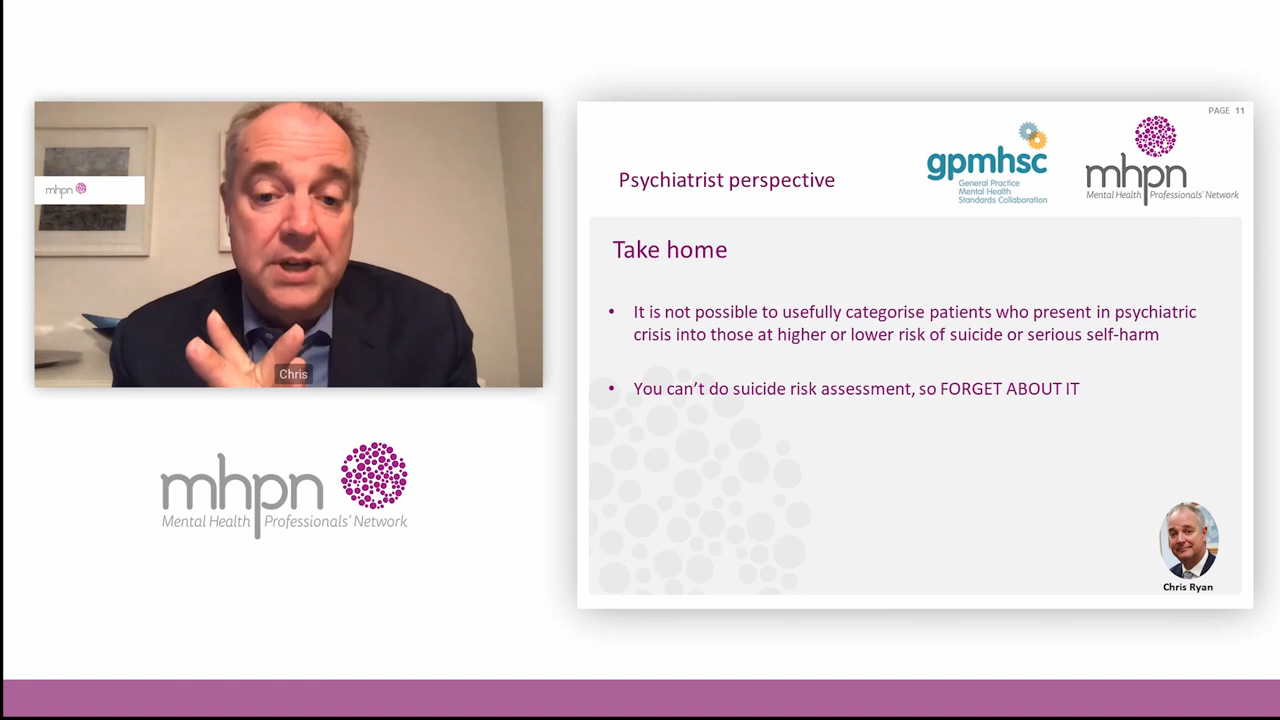 mhpn
Chris
mhpn
Mental Health Professionals' Network
PAGE 11
Psychiatrist perspective
gpmhsc
General Practice
Mental Health
Standards Collaboration
mhpn
Mental Health Professionals' Network
Take home
• It is not possible to usefully categorise patients who present in psychiatric
crisis into those at higher or lower risk of suicide or serious self-harm
• You can't do suicide risk assessment, so FORGET ABOUT IT
Chris Ryan